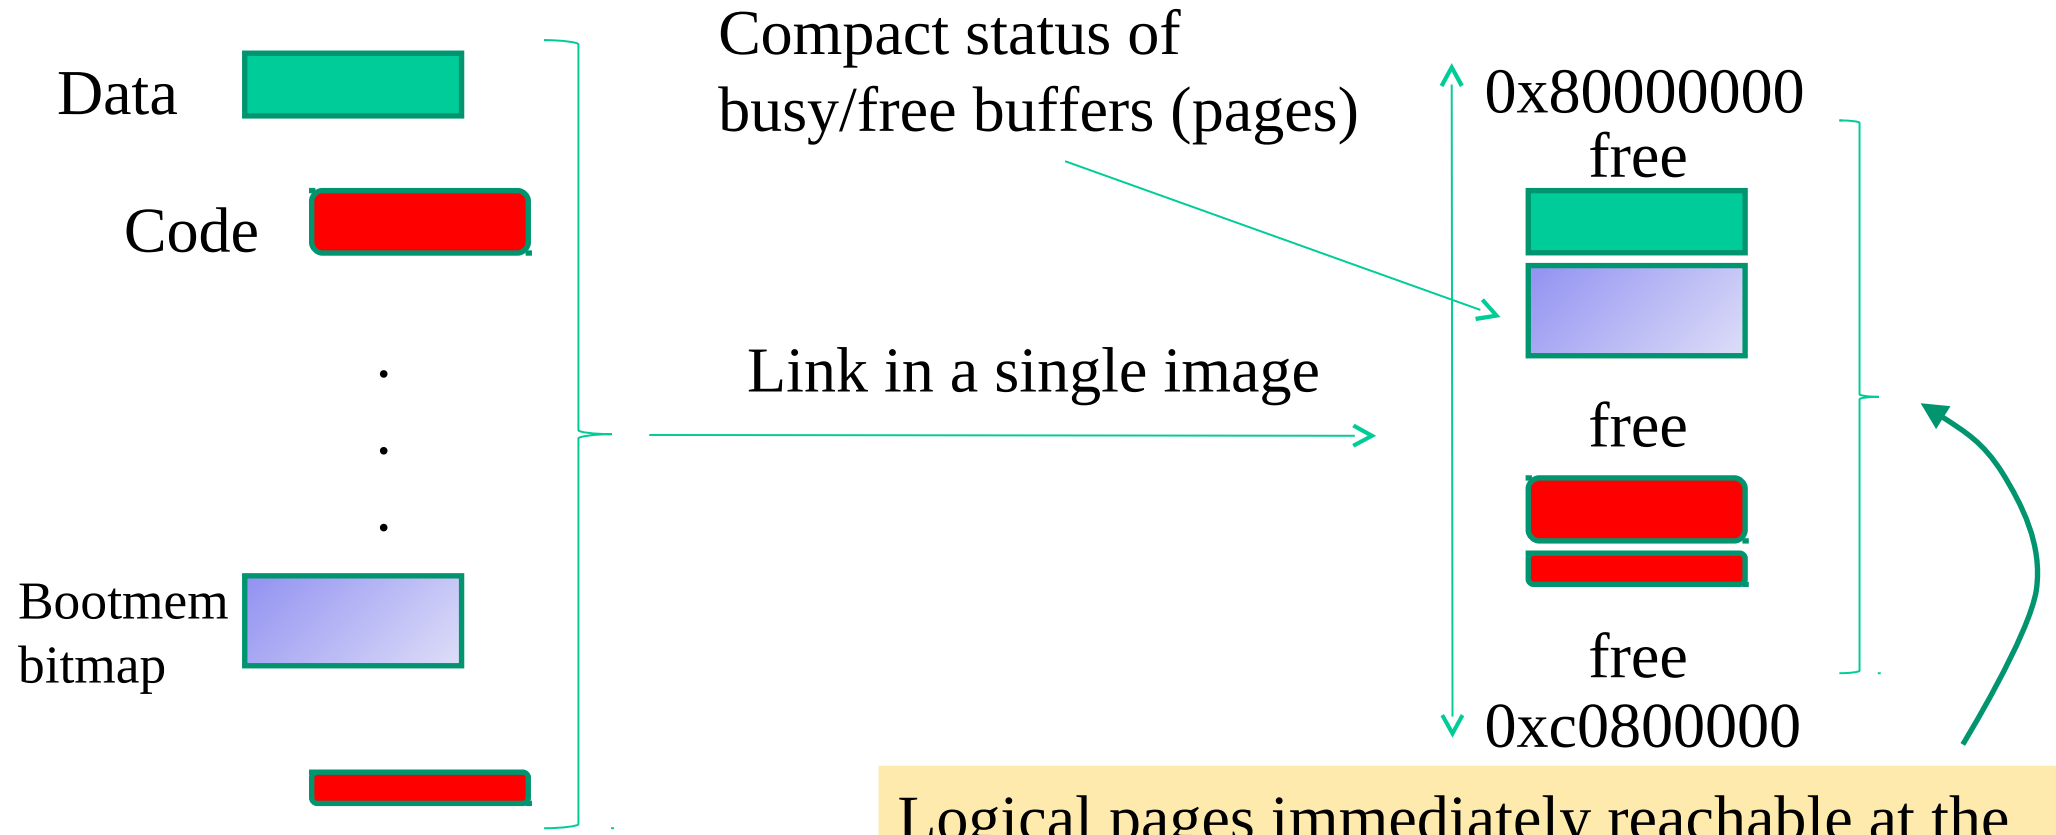 Data
Code
.
.
.
Bootmem
bitmap
Compact status of
busy/free buffers (pages)
Link in a single image
0x80000000
free
free
free
0xc0800000
Logical pages immediately reachable at the